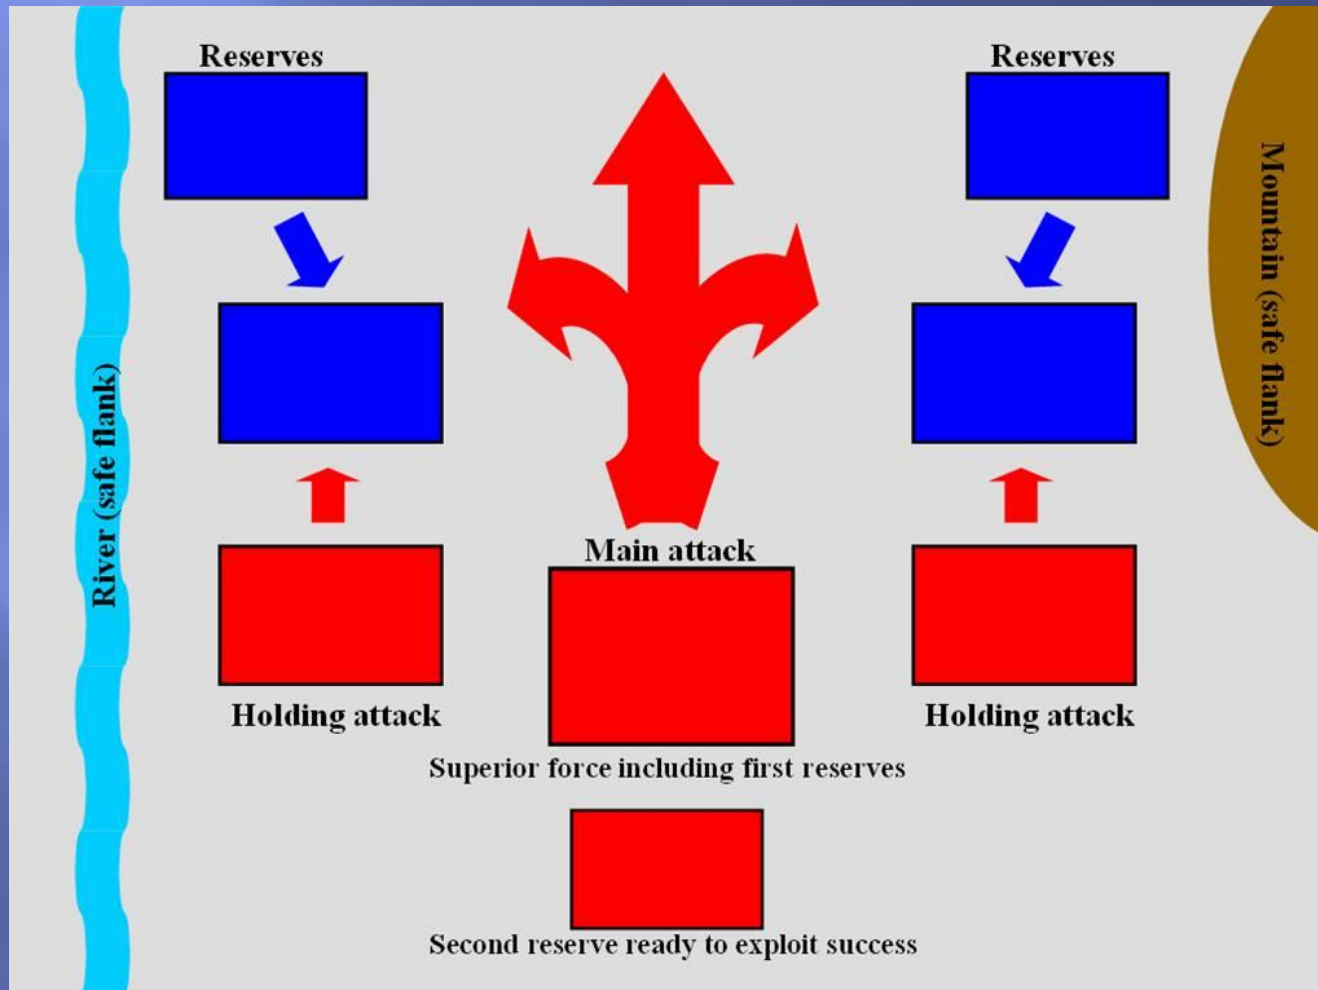 Reserves
Reserves
River (safe flank)
Mountain (safe flank)
Main attack
Holding attack
Holding attack
Superior force including first reserves
Second reserve ready to exploit success